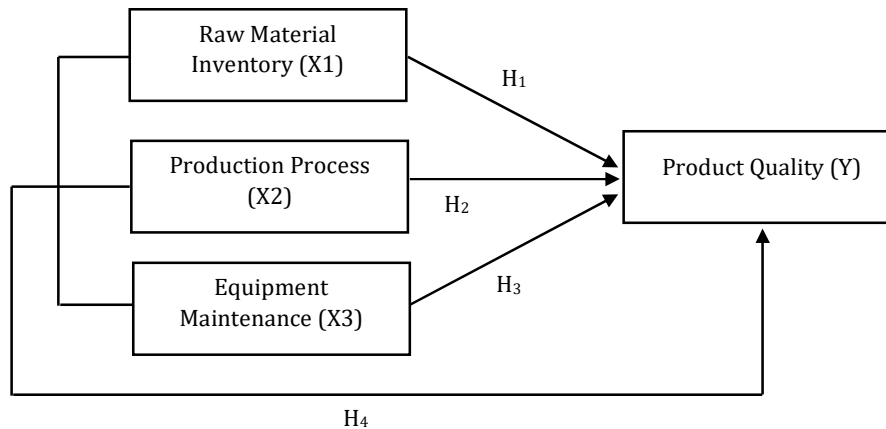 Raw Material
Inventory (X1)
H1
Production Process
(X2)
Product Quality (Y)
H2
Equipment
Maintenance (X3)
H3
H4